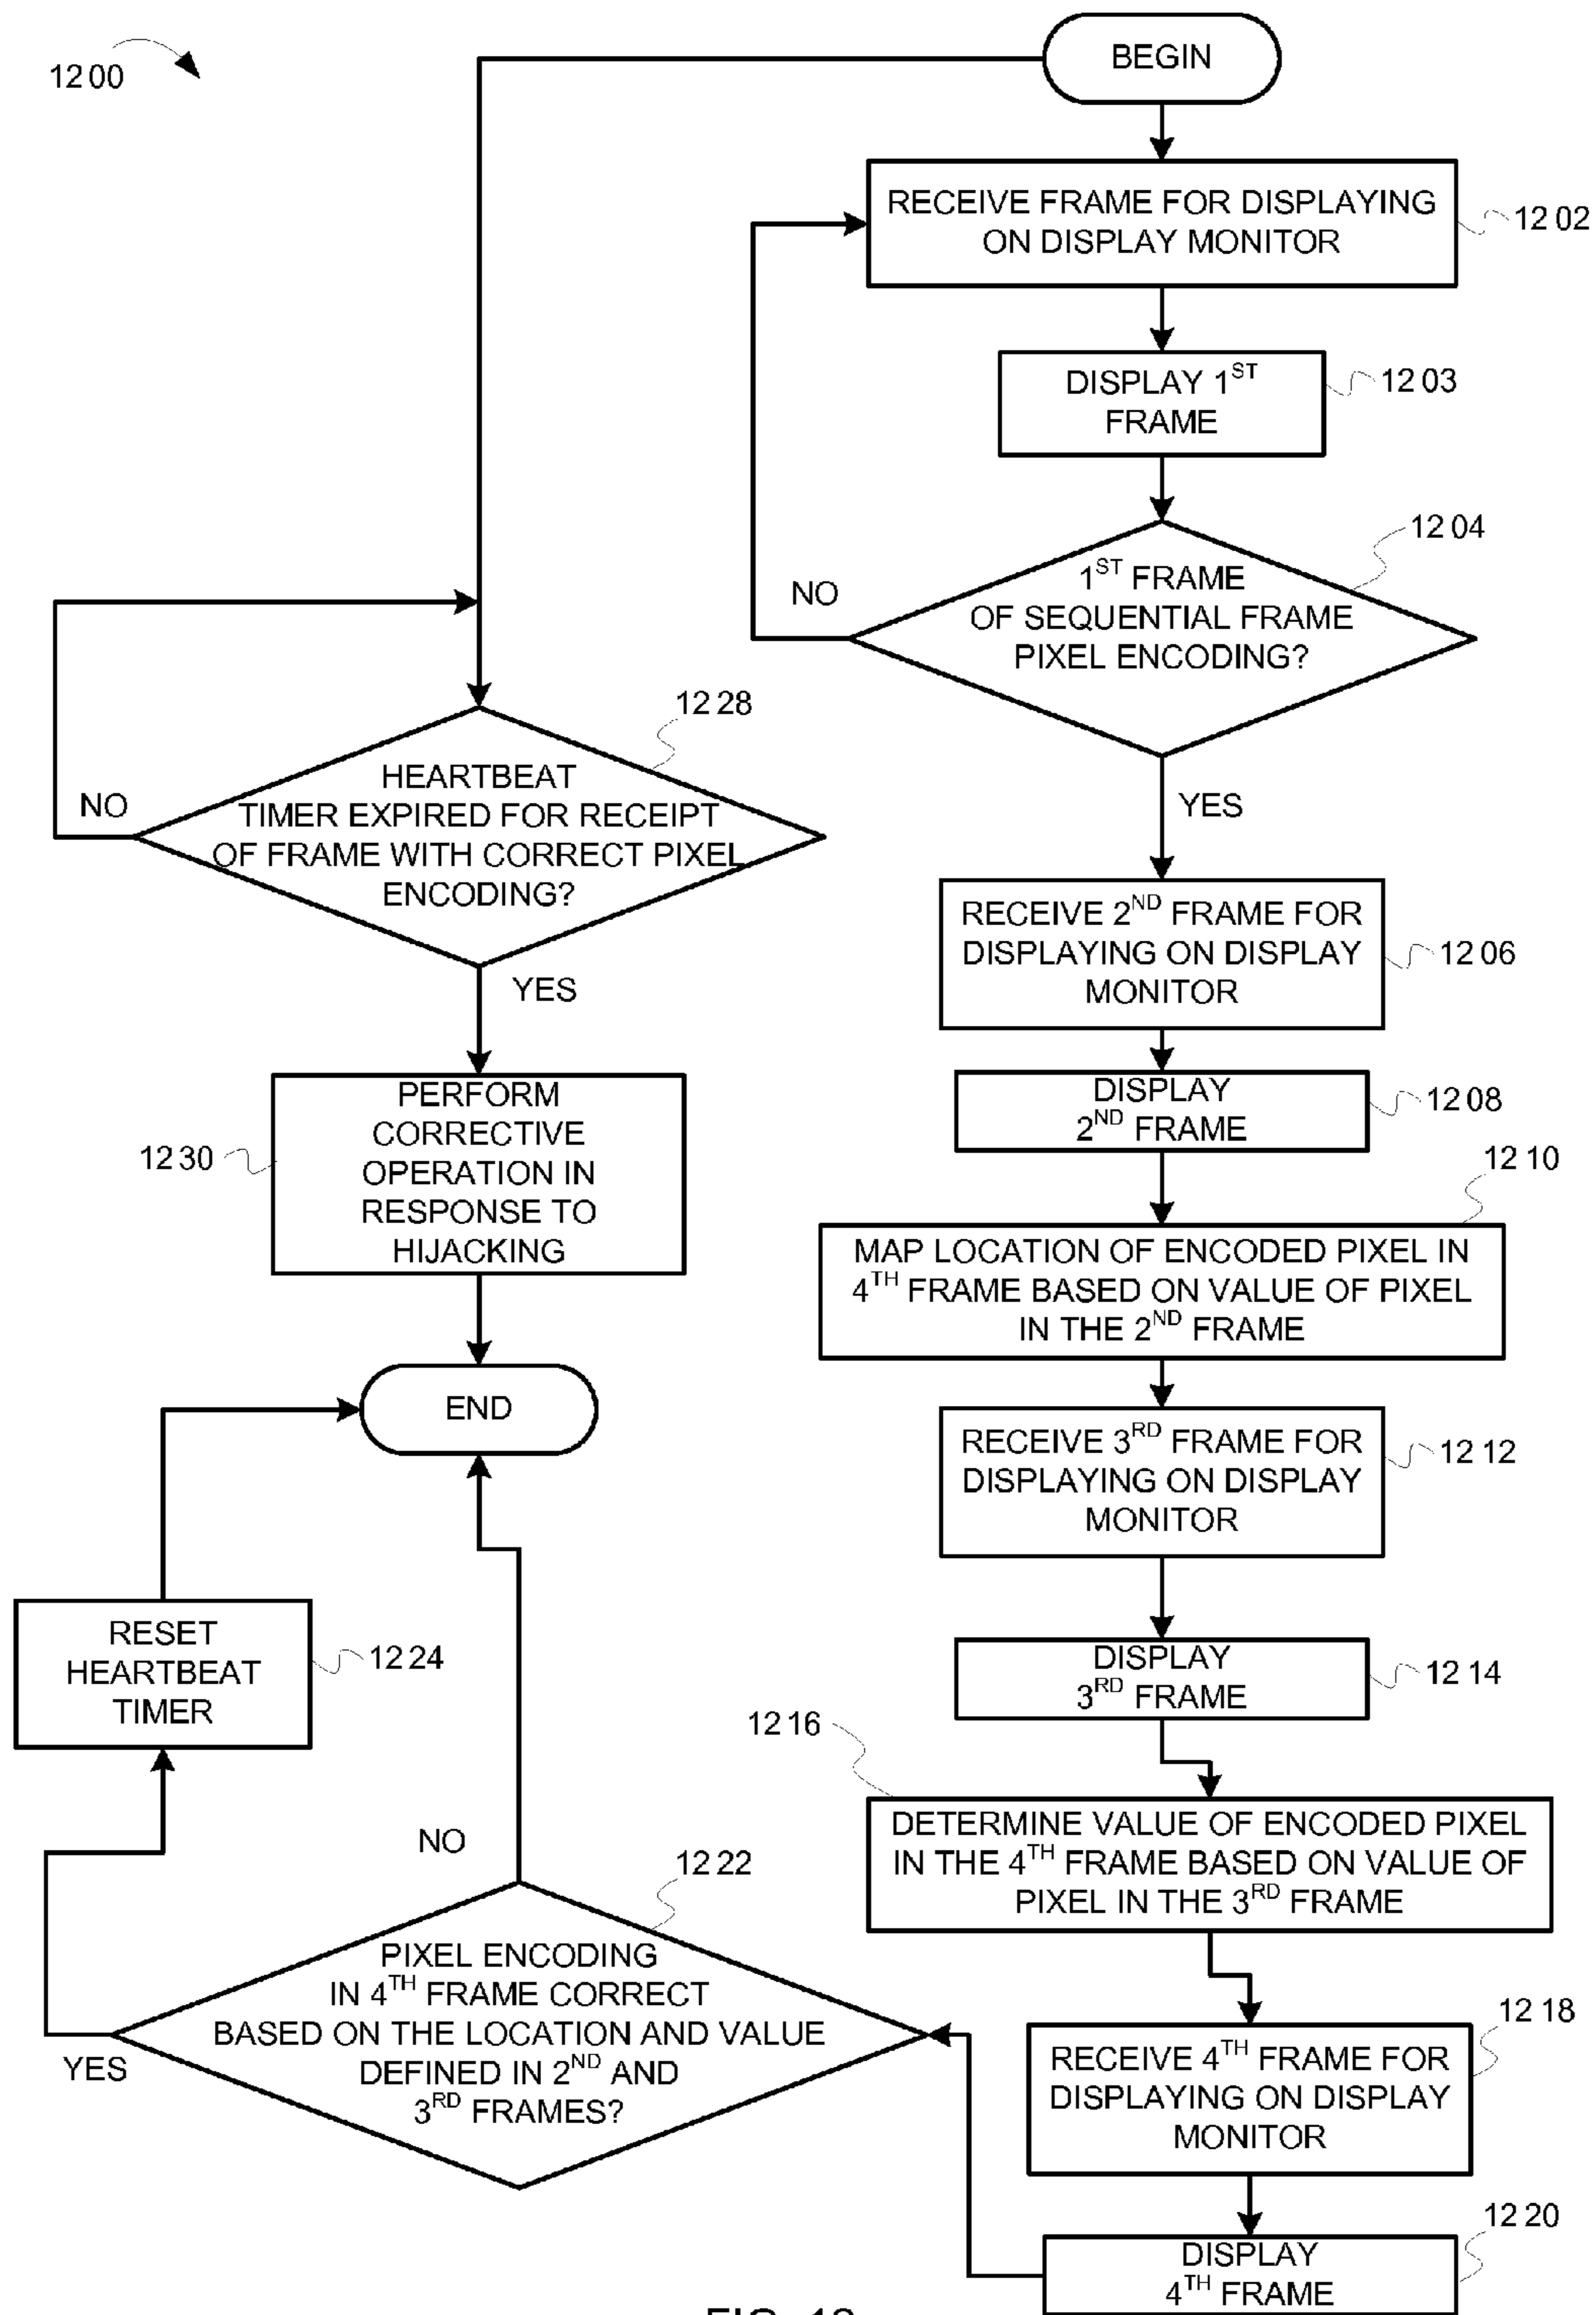 1200
BEGIN
RECEIVE FRAME FOR DISPLAYING
ON DISPLAY MONITOR
1202
DISPLAY 1ST
FRAME
1203
1ST FRAME
OF SEQUENTIAL FRAME
PIXEL ENCODING?
1204
NO
YES
RECEIVE 2ND FRAME FOR
DISPLAYING ON DISPLAY
MONITOR
1206
DISPLAY
2ND FRAME
1208
MAP LOCATION OF ENCODED PIXEL IN
4TH FRAME BASED ON VALUE OF PIXEL
IN THE 2ND FRAME
1210
RECEIVE 3RD FRAME FOR
DISPLAYING ON DISPLAY
MONITOR
1212
DISPLAY
3RD FRAME
1214
DETERMINE VALUE OF ENCODED PIXEL
IN THE 4TH FRAME BASED ON VALUE OF
PIXEL IN THE 3RD FRAME
1216
RECEIVE 4TH FRAME FOR
DISPLAYING ON DISPLAY
MONITOR
1218
DISPLAY
4TH FRAME
1220
PIXEL ENCODING
IN 4TH FRAME CORRECT
BASED ON THE LOCATION AND VALUE
DEFINED IN 2ND AND
3RD FRAMES?
1222
NO
YES
RESET
HEARTBEAT
TIMER
1224
HEARTBEAT
TIMER EXPIRED FOR RECEIPT
OF FRAME WITH CORRECT PIXEL
ENCODING?
1228
NO
YES
PERFORM
CORRECTIVE
OPERATION IN
RESPONSE TO
HIJACKING
1230
END